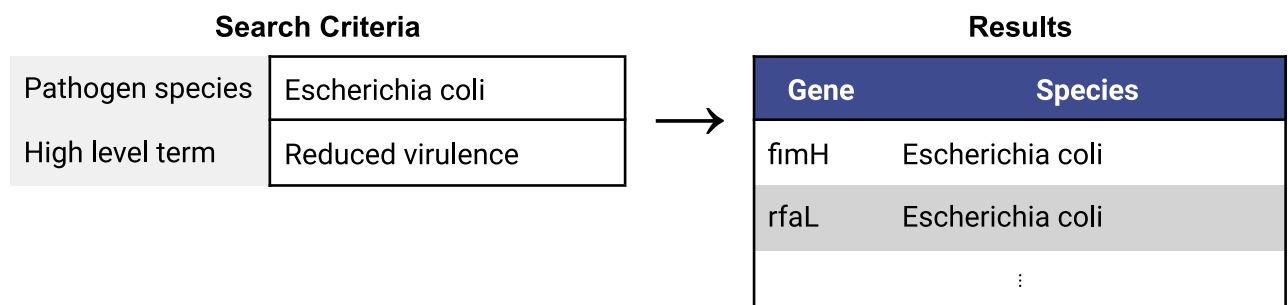 Search Criteria
Pathogen species Escherichia coli
High level term Reduced virulence
→
Results
Gene Species
fimH Escherichia coli
rfaL Escherichia coli
⋮